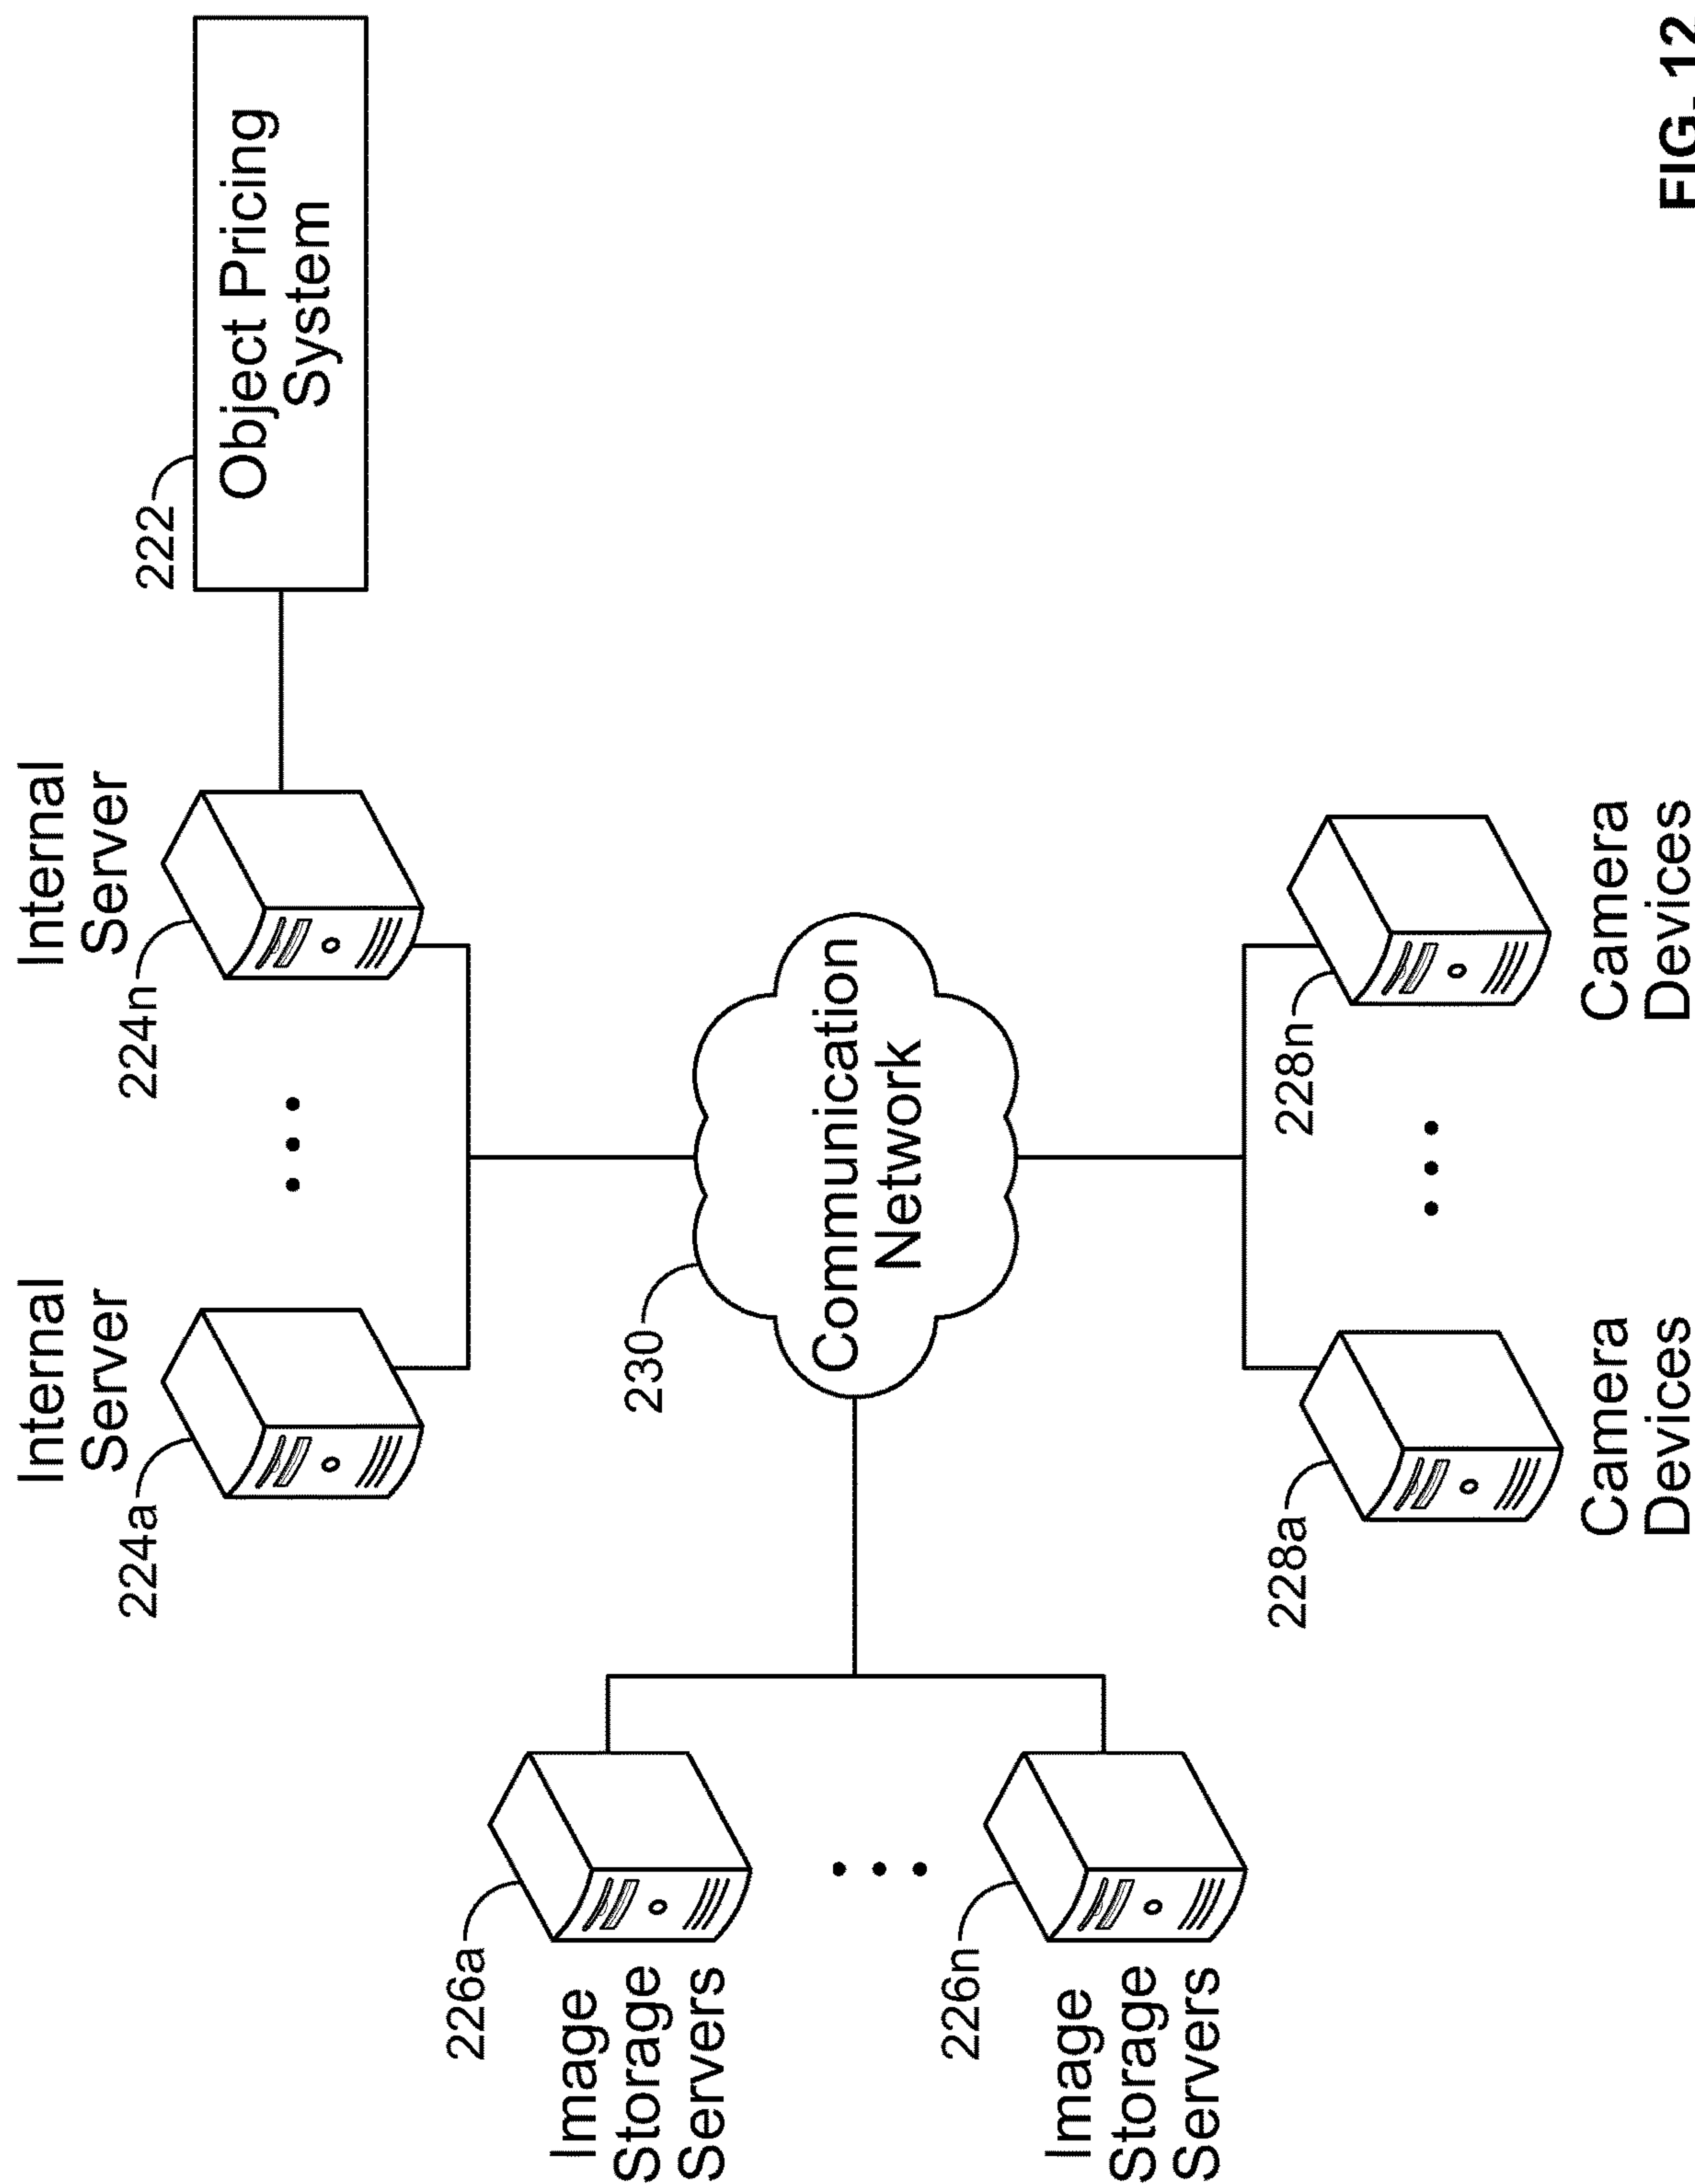 Internal
Server
224a
Internal
Server
224n
222
Object Pricing
System
226a
Image
Storage
Servers
226n
Image
Storage
Servers
230
Communication
Network
228a
Camera
Devices
228n
Camera
Devices
FIG. 12